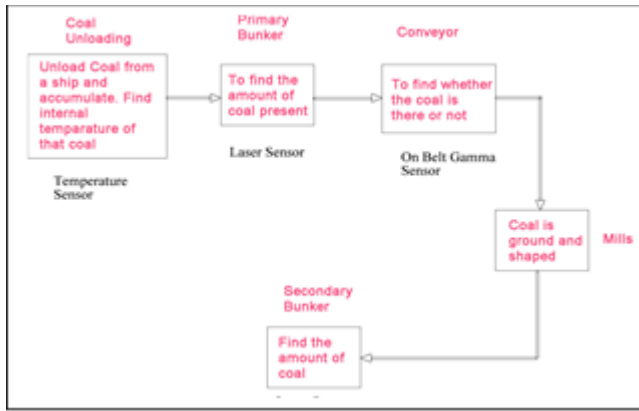 Coal
Unloading
Unload Coal from
a ship and
accumulate. Find
internal
temparature of
that coal
Temperature
Sensor
Primary
Bunker
To find the
amount of
coal present
Laser Sensor
Conveyor
To find whether
the coal is
there or not
On Belt Gamma
Sensor
Coal is
ground and
shaped
Mills
Secondary
Bunker
Find the
amount of
coal